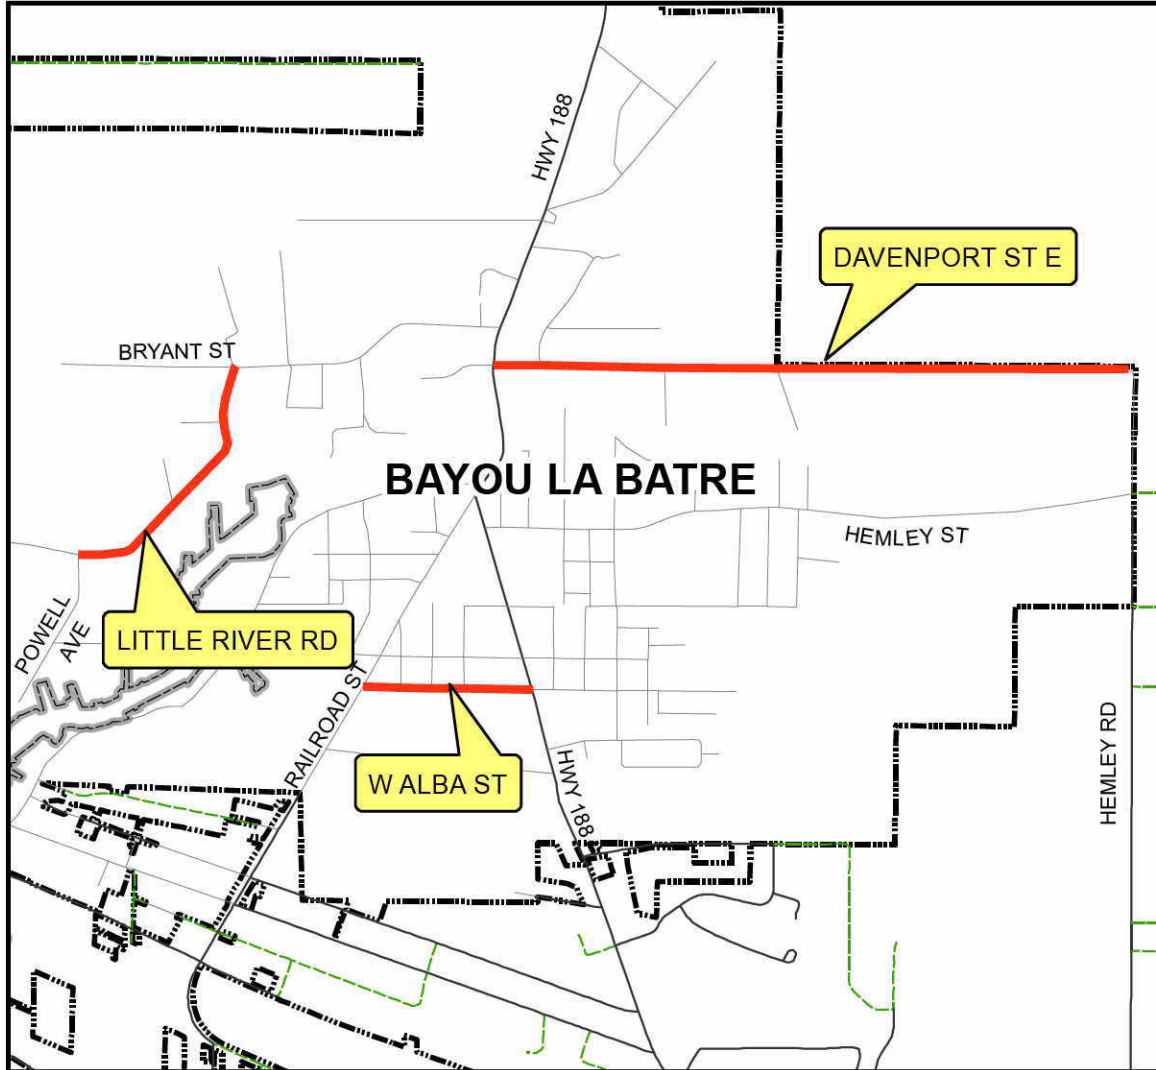 HWY 188
DAVENPORT ST E
BRYANT ST
BAYOU LA BATRE
HEMLEY ST
POWELL
AVE
LITTLE RIVER RD
RAILROAD ST
W ALBA ST
HWY 188
HEMLEY RD